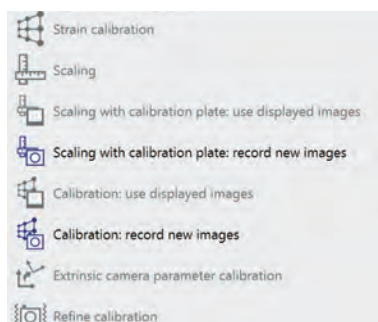 Strain calibration
Scaling
Scaling with calibration plate: use displayed images
Scaling with calibration plate: record new images
Calibration: use displayed images
Calibration: record new images
Extrinsic camera parameter calibration
Refine calibration